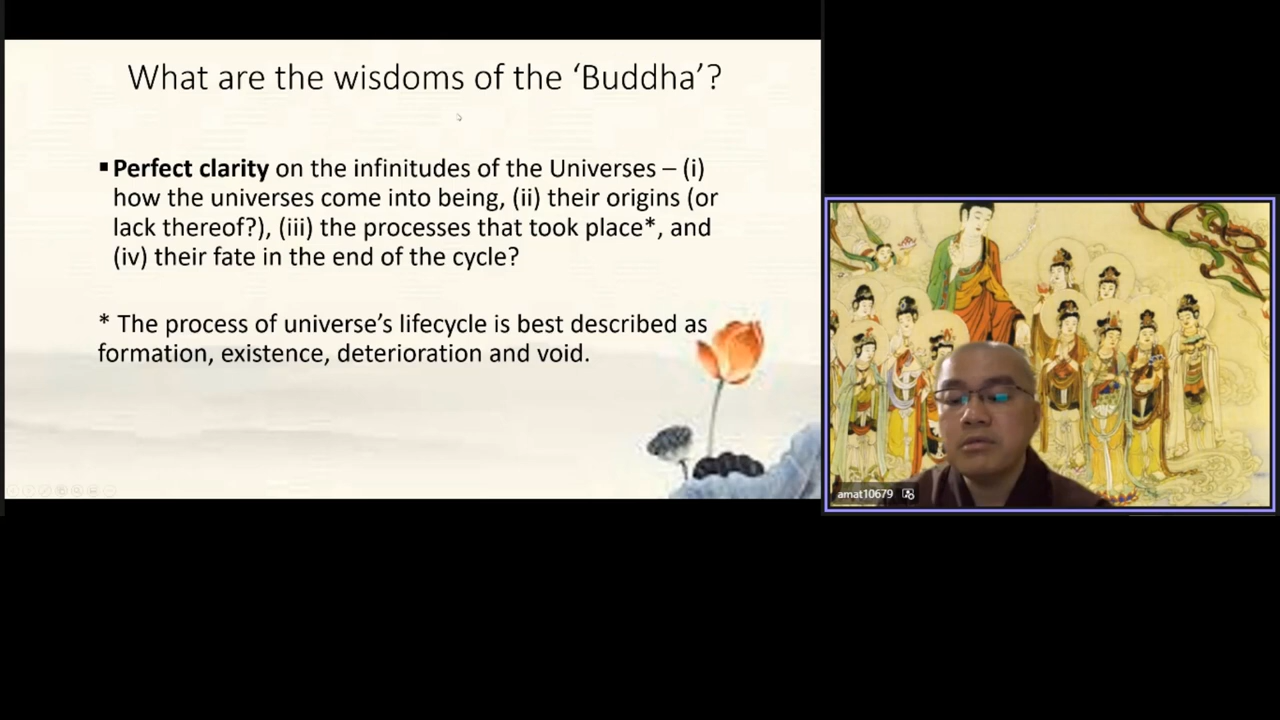 What are the wisdoms of the ‘Buddha’?
▪ Perfect clarity on the infinitudes of the Universes – (i)
how the universes come into being, (ii) their origins (or
lack thereof?), (iii) the processes that took place*, and
(iv) their fate in the end of the cycle?
* The process of universe’s lifecycle is best described as
formation, existence, deterioration and void.
amat10679